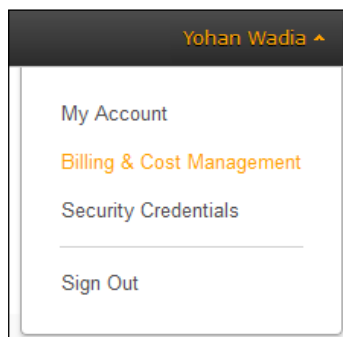 Yohan Wadia
My Account
Billing & Cost Management
Security Credentials
Sign Out